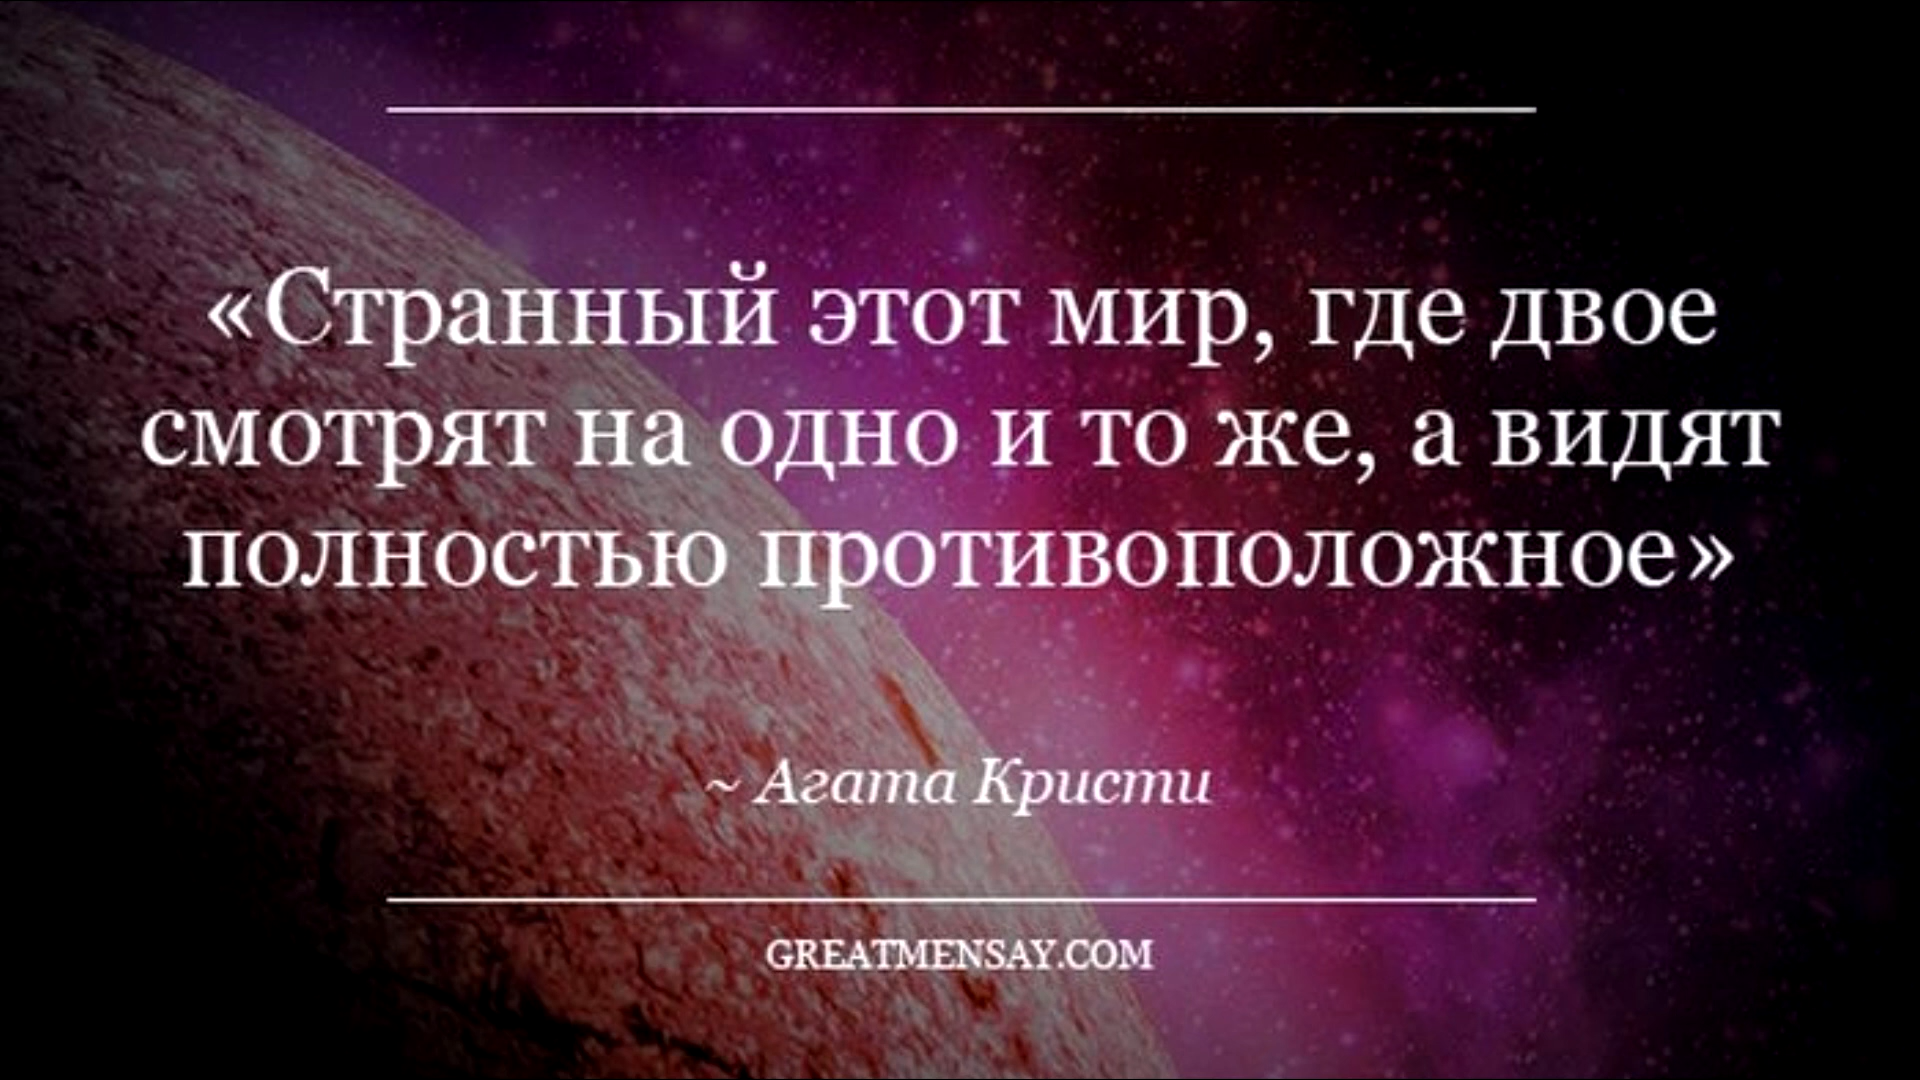 «Странный этот мир, где двое
смотрят на одно и то же, а видят
полностью противоположное»
~ Агата Кристи
GREATMENSAY.COM